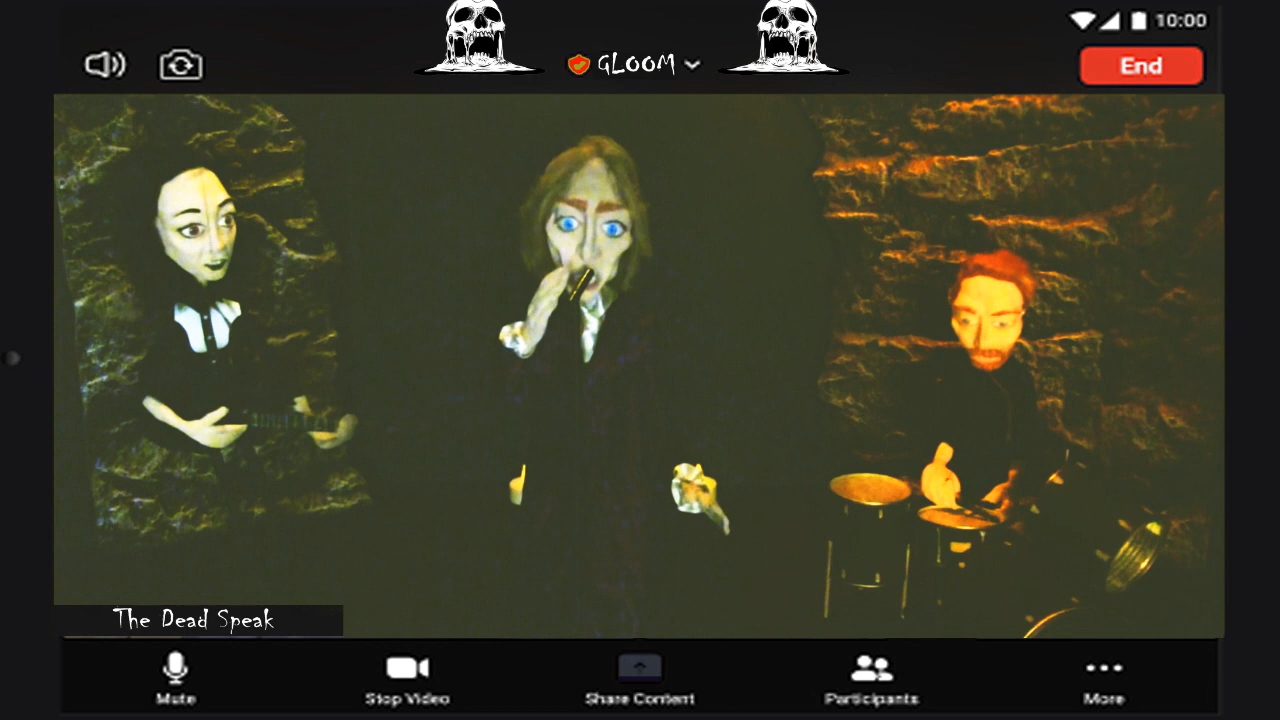 10:00
GLOOM
End
The Dead Speak
Mute
Stop Video
Share Content
Participants
More